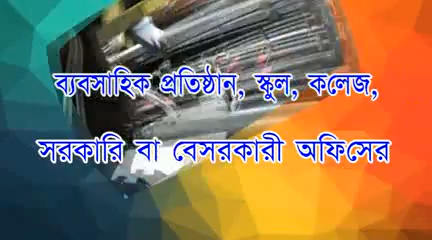 ব্যবসাহিক প্রতিষ্ঠান, স্কুল, কলেজ,
সরকারি বা বেসরকারী অফিসের